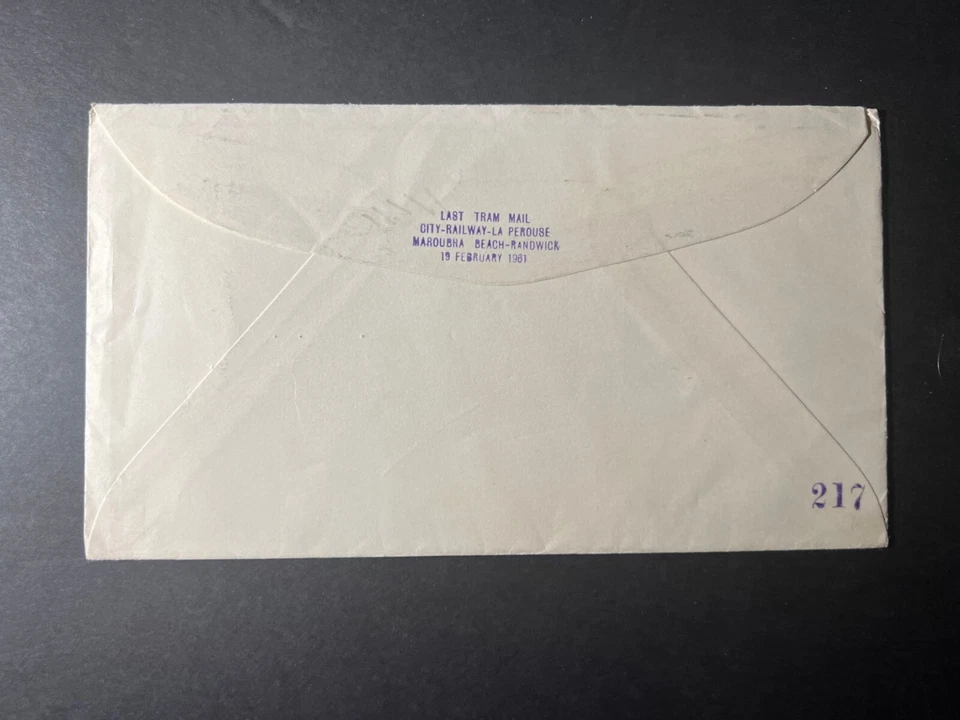 LAST TRAM MAIL
CITY-RAILWAY-LA PEROUSE
MAROUBRA BEACH-RANDWICK
19 FEBRUARY 1961
217